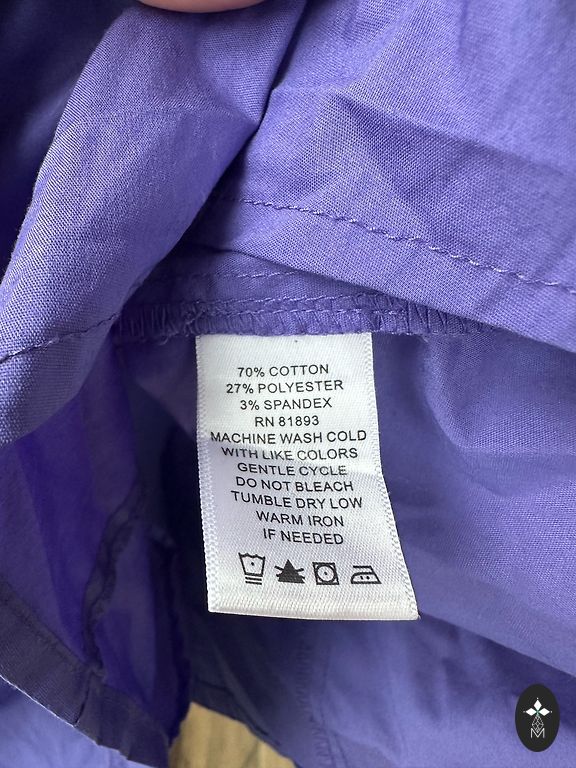 70% COTTON
27% POLYESTER
3% SPANDEX
RN 81893
MACHINE WASH COLD
WITH LIKE COLORS
GENTLE CYCLE
DO NOT BLEACH
TUMBLE DRY LOW
WARM IRON
IF NEEDED
M